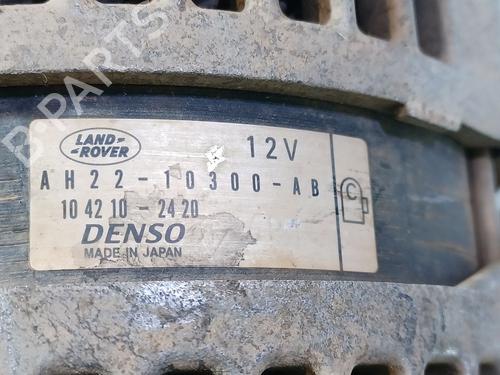 B-PARTS
LAND-
-ROVER
12V
AH22-10300-AB
C
104210-2420
DENSO
MADE IN JAPAN